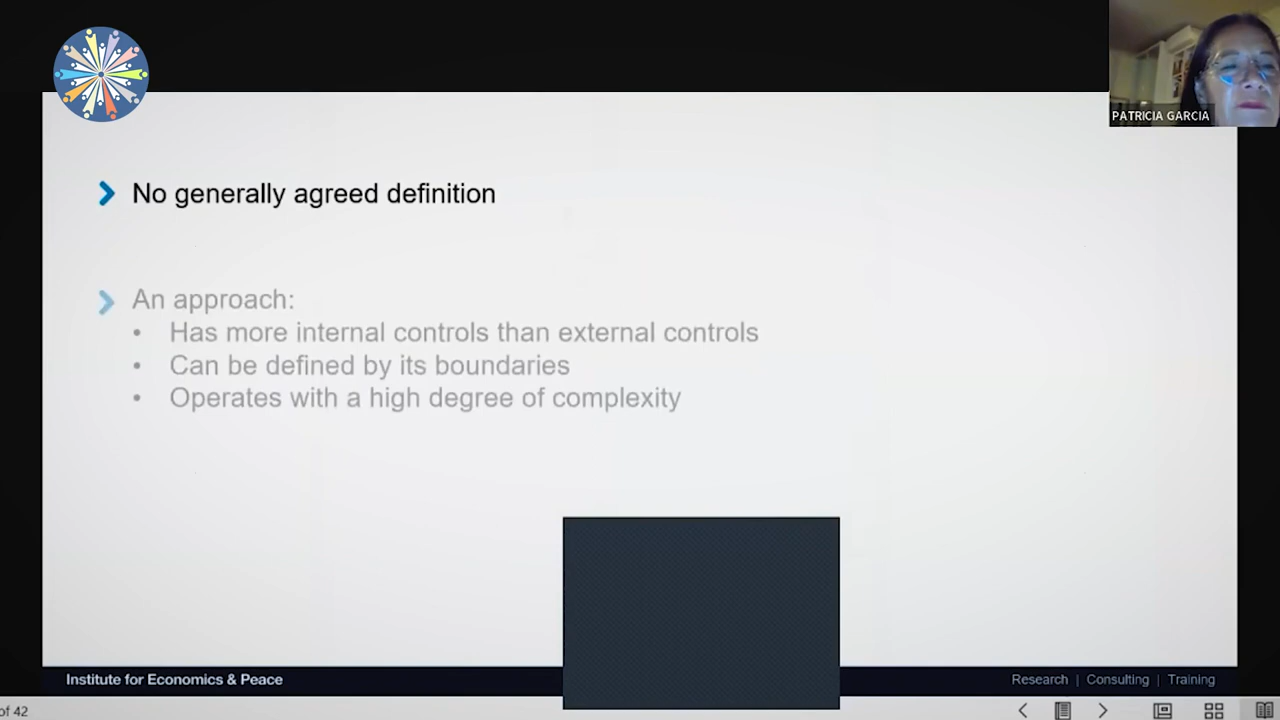 PATRICIA GARCIA
No generally agreed definition
An approach:
• Has more internal controls than external controls
• Can be defined by its boundaries
• Operates with a high degree of complexity
Institute for Economics & Peace
Research | Consulting | Training
of 42